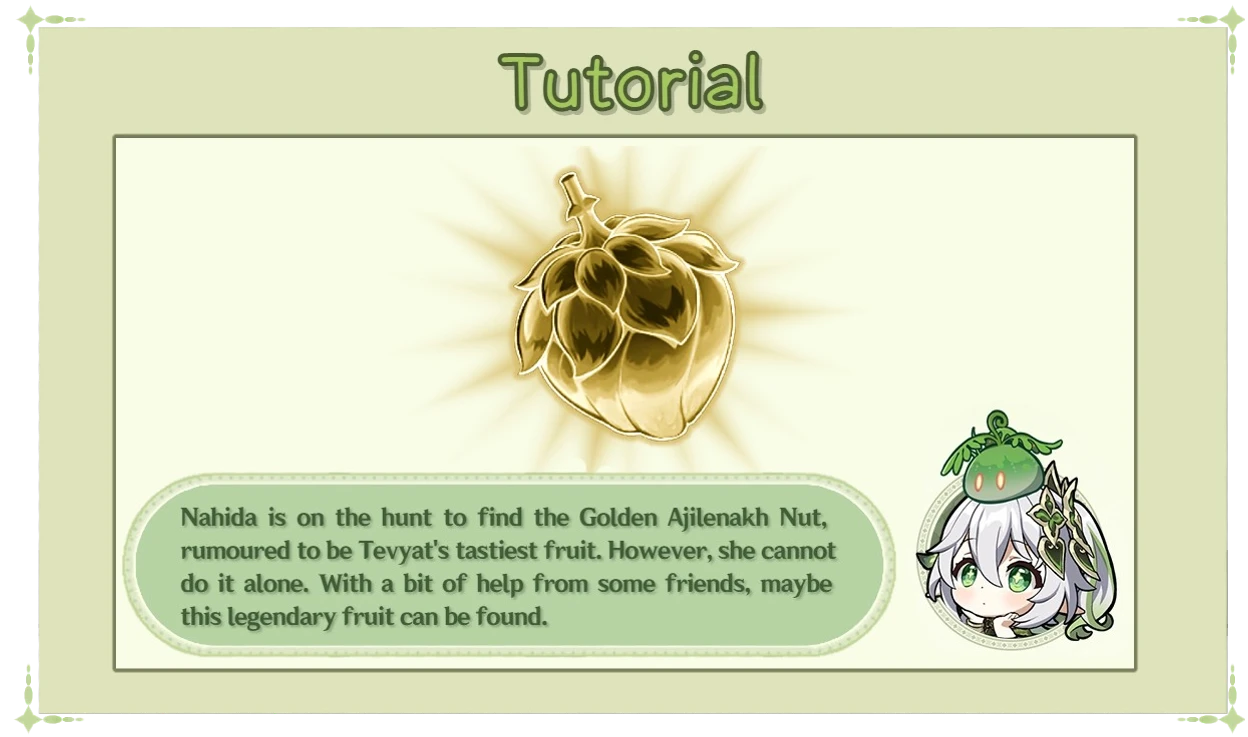 Tutorial
Nahida is on the hunt to find the Golden Ajilenakh Nut,
rumoured to be Tevyat's tastiest fruit. However, she cannot
do it alone. With a bit of help from some friends, maybe
this legendary fruit can be found.